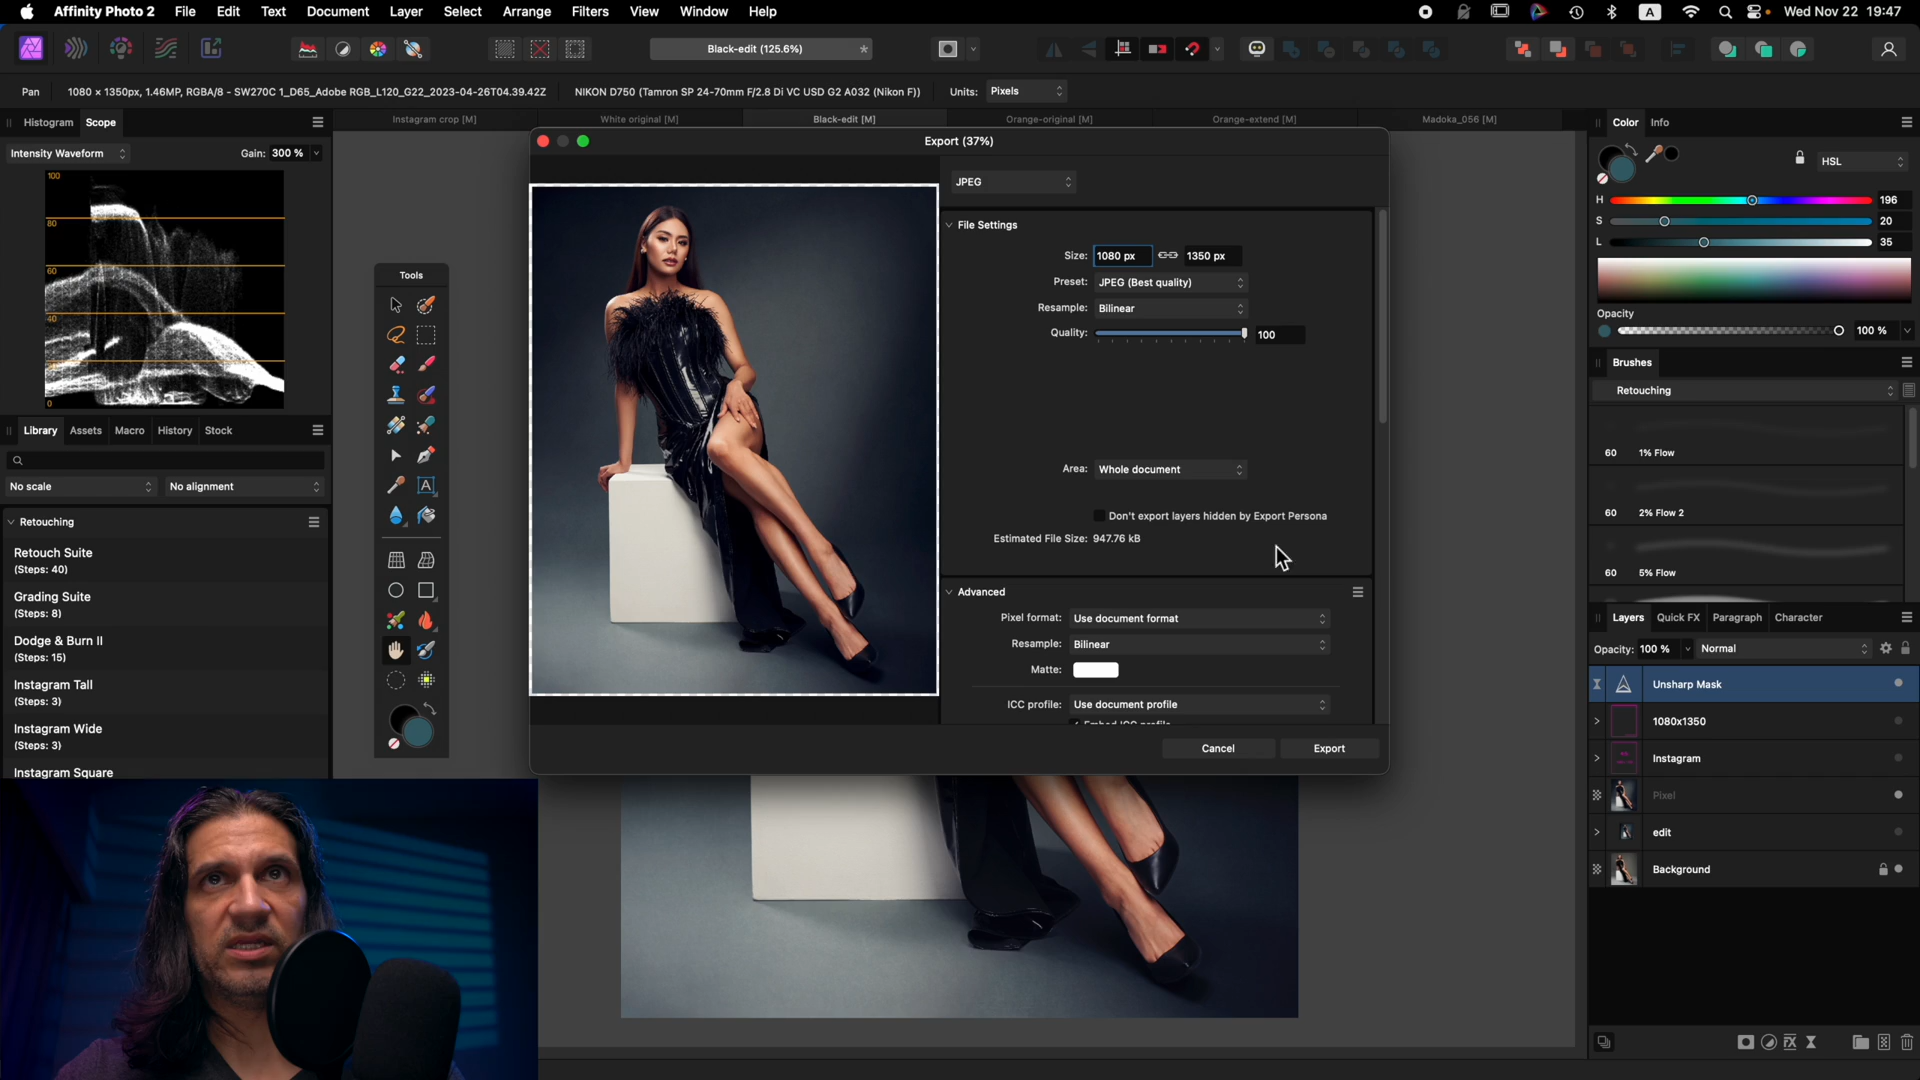 Affinity Photo 2 File Edit Text Document Layer Select Arrange Filters View Window Help
A Wed Nov 22 19:47
Black-edit (125.6%) *
Pan 1080 × 1350px, 1.46MP, RGBA/8 - SW270C 1_D65_Adobe RGB_L120_G22_2023-04-26T04.39.42Z NIKON D750 (Tamron SP 24-70mm F/2.8 Di VC USD G2 A032 (Nikon F)) Units: Pixels
Histogram Scope
Instagram crop [M] White original [M] Black-edit [M] Orange-original [M] Orange-extend [M] Madoka_056 [M]
Intensity Waveform Gain: 300 %
100
80
60
40
0
Library Assets Macro History Stock
No scale No alignment
Retouching
Retouch Suite
(Steps: 40)
Grading Suite
(Steps: 8)
Dodge & Burn II
(Steps: 15)
Instagram Tall
(Steps: 3)
Instagram Wide
(Steps: 3)
Instagram Square
Tools
A
Export (37%)
JPEG
File Settings
Size: 1080 px 1350 px
Preset: JPEG (Best quality)
Resample: Bilinear
Quality: 100
Area: Whole document
Don't export layers hidden by Export Persona
Estimated File Size: 947.76 kB
Advanced
Pixel format: Use document format
Resample: Bilinear
Matte:
ICC profile: Use document profile
Embed ICC profile
Cancel Export
Color Info
HSL
H 196
S 20
L 35
Opacity
100 %
Brushes
Retouching
60 1% Flow
60 2% Flow 2
60 5% Flow
Layers Quick FX Paragraph Character
Opacity: 100 % Normal
Unsharp Mask
1080x1350
Instagram
Pixel
edit
Background